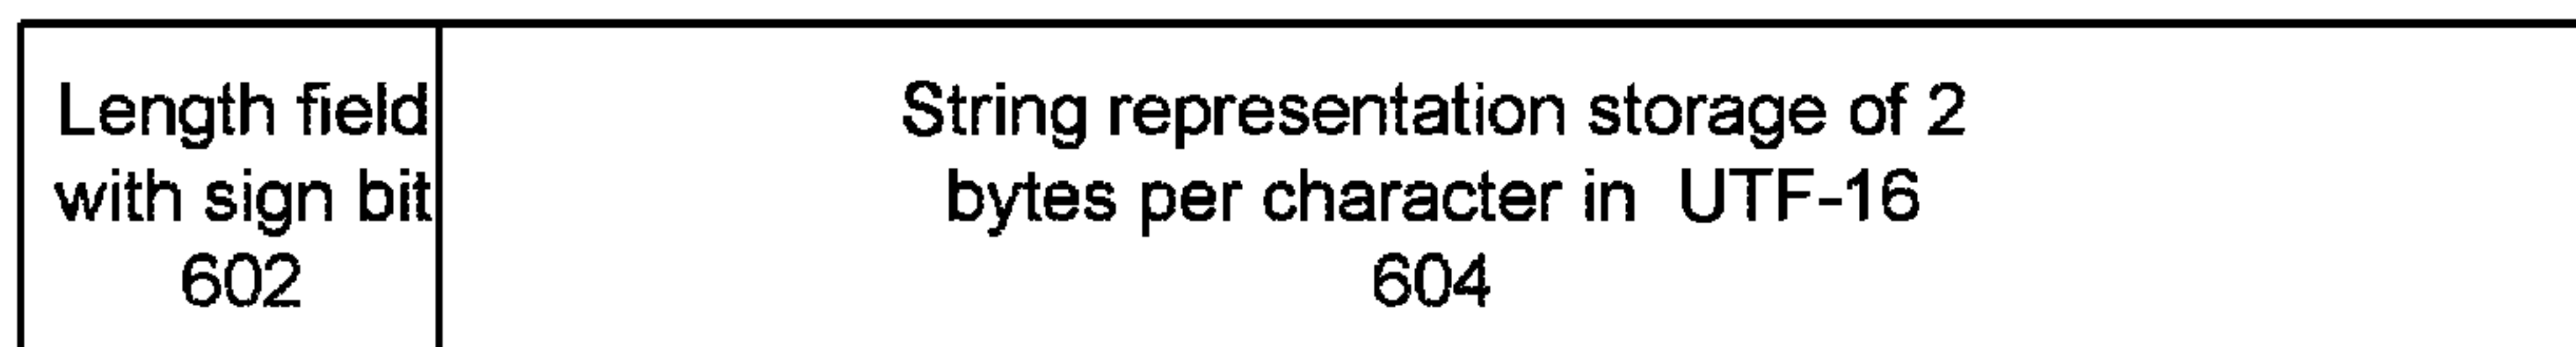 Length field
with sign bit
602
String representation storage of 2
bytes per character in  UTF-16
604